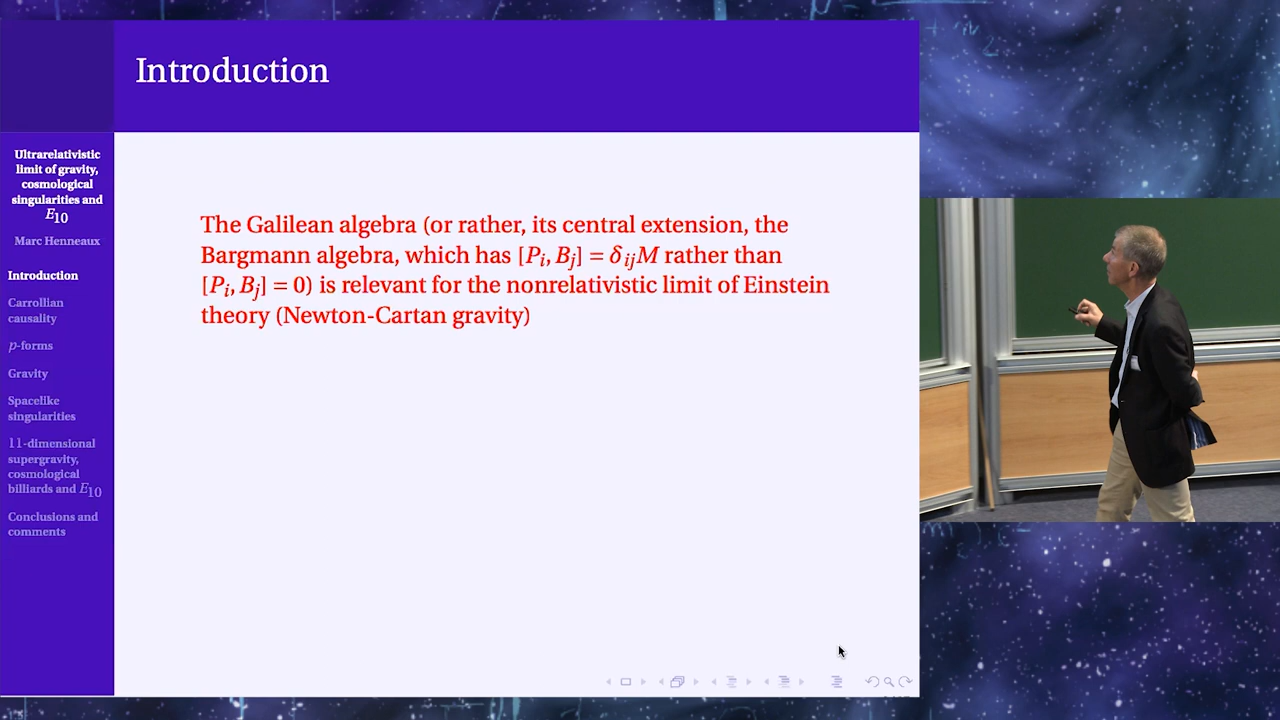 Introduction
Ultrarelativistic
limit of gravity,
cosmological
singularities and
E10
Marc Henneaux
Introduction
Carrollian
causality
p-forms
Gravity
Spacelike
singularities
11-dimensional
supergravity,
cosmological
billiards and E10
Conclusions and
comments
The Galilean algebra (or rather, its central extension, the
Bargmann algebra, which has [Pi, Bj] = δijM rather than
[Pi, Bj] = 0) is relevant for the nonrelativistic limit of Einstein
theory (Newton-Cartan gravity)